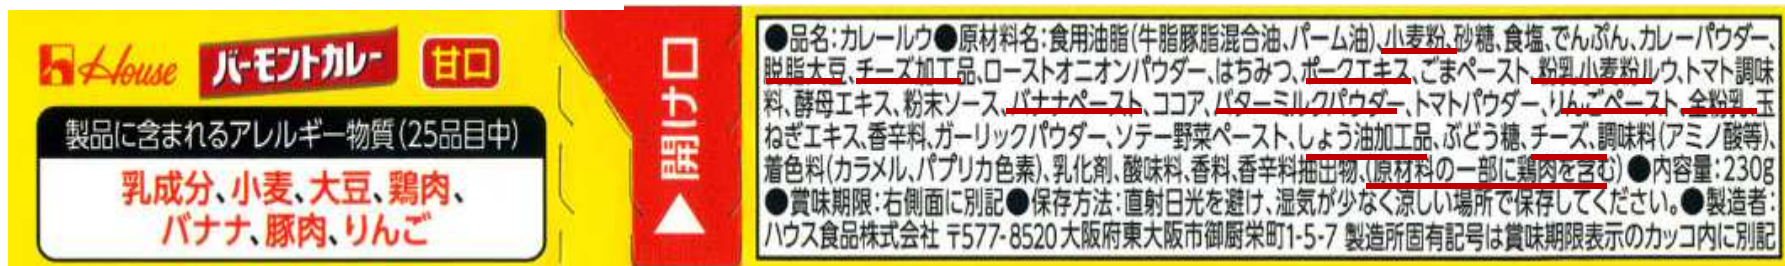 House バーモントカレー 甘口
製品に含まれるアレルギー物質(25品目中)
乳成分、小麦、大豆、鶏肉、
バナナ、豚肉、りんご
▲開け口
●品名:カレールウ●原材料名:食用油脂(牛脂豚脂混合油、パーム油)、小麦粉、砂糖、食塩、でんぷん、カレーパウダー、
脱脂大豆、チーズ加工品、ローストオニオンパウダー、はちみつ、ポークエキス、ごまペースト、粉乳小麦粉ルウ、トマト調味
料、酵母エキス、粉末ソース、バナナペースト、ココア、バターミルクパウダー、トマトパウダー、りんごペースト、全粉乳、玉
ねぎエキス、香辛料、ガーリックパウダー、ソテー野菜ペースト、しょう油加工品、ぶどう糖、チーズ、調味料(アミノ酸等)、
着色料(カラメル、パプリカ色素)、乳化剤、酸味料、香料、香辛料抽出物、(原材料の一部に鶏肉を含む)●内容量:230g
●賞味期限:右側面に別記●保存方法:直射日光を避け、湿気が少なく涼しい場所で保存してください。●製造者:
ハウス食品株式会社 〒577-8520大阪府東大阪市御厨栄町1-5-7 製造所固有記号は賞味期限表示のカッコ内に別記